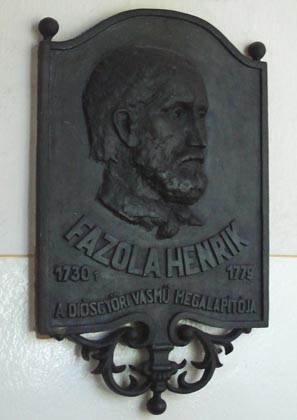 FAZOLA HENRIK
1730 † 1779
A DIÓSGYŐRI VASMŰ MEGALAPÍTÓJA